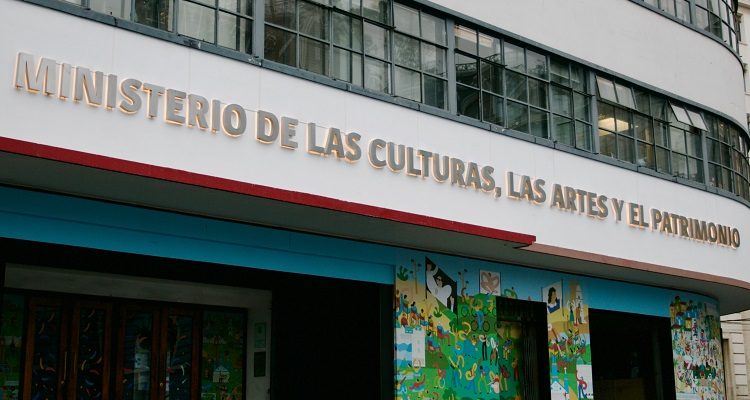 MINISTERIO DE LAS CULTURAS, LAS ARTES Y EL PATRIMONIO